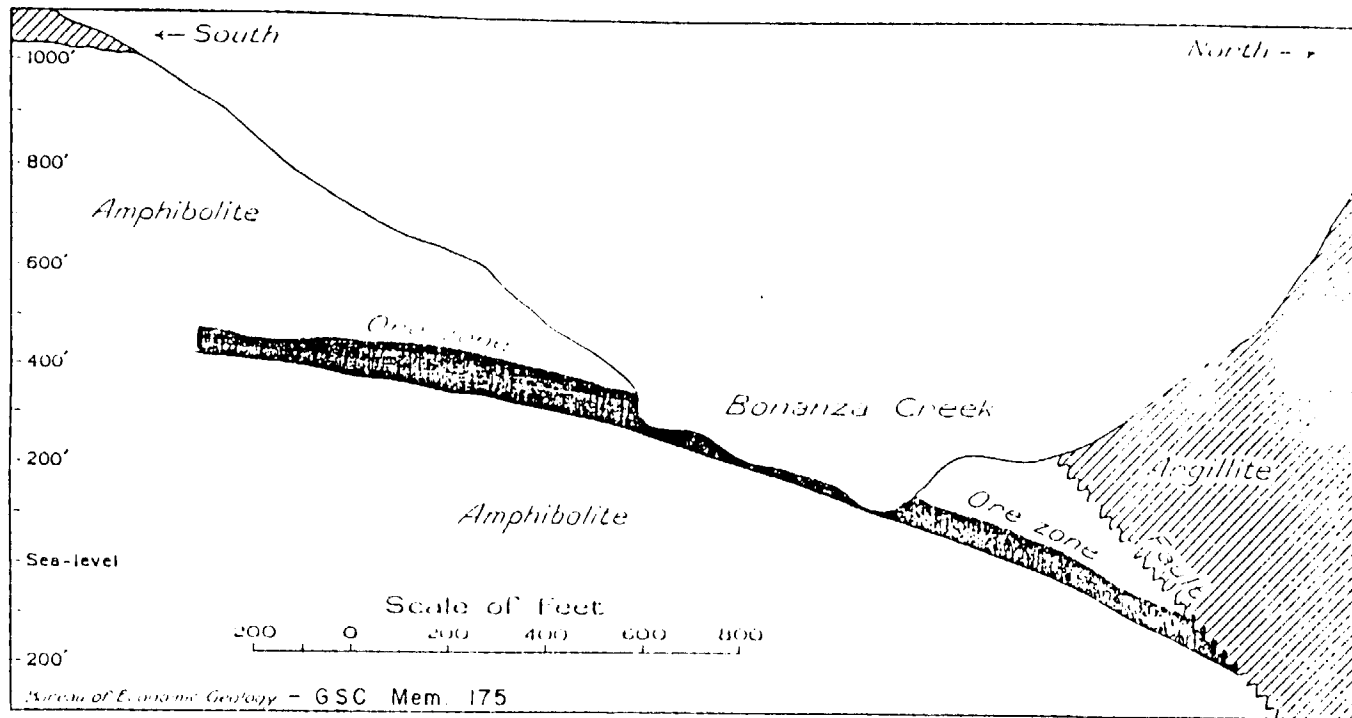 ← South
North →
1000'
800'
Amphibolite
600'
Ore zone
400'
Bonanza Creek
200'
Argillite
Ore zone
Amphibolite
Sea-level
Scale of Feet
200 0 200 400 600 800
200'
Bureau of Economic Geology - GSC Mem. 175